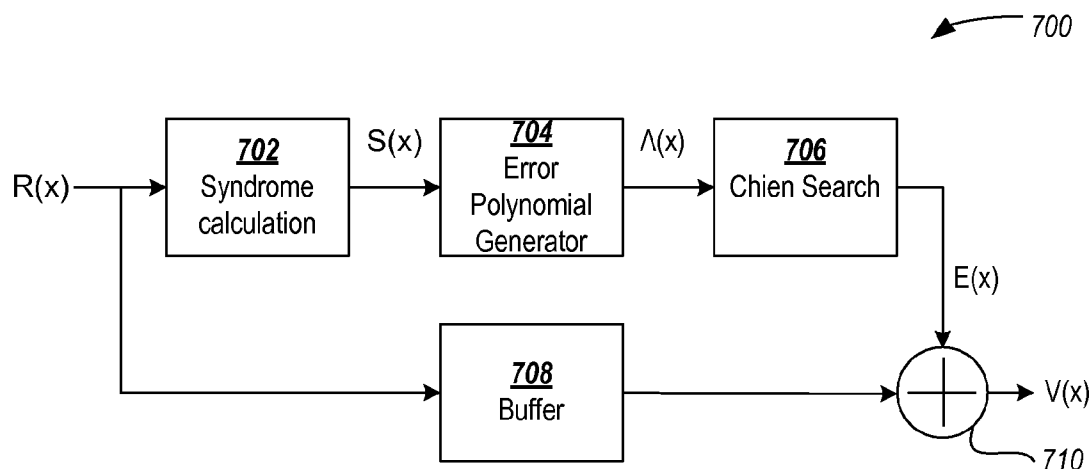 700
702
Syndrome
calculation
S(x)
704
Error
Polynomial
Generator
Λ(x)
706
Chien Search
R(x)
E(x)
708
Buffer
V(x)
710